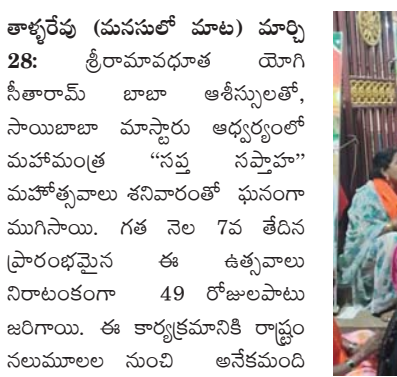 తాళ్ళరేవు (మనసులో మాట) మార్చి
28: శ్రీరామావధూత యోగి
సీతారామ్ బాబా ఆశీస్సులతో,
సాయిబాబా మాస్టారు ఆధ్వర్యంలో
మహామంత్ర “సప్త సప్తాహ”
మహోత్సవాలు శనివారంతో ఘనంగా
ముగిసాయి. గత నెల 7వ తేదిన
ప్రారంభమైన ఈ ఉత్సవాలు
నిరాటంకంగా 49 రోజులపాటు
జరిగాయి. ఈ కార్యక్రమానికి రాష్ట్రం
నలుమూలల నుంచి అనేకమంది